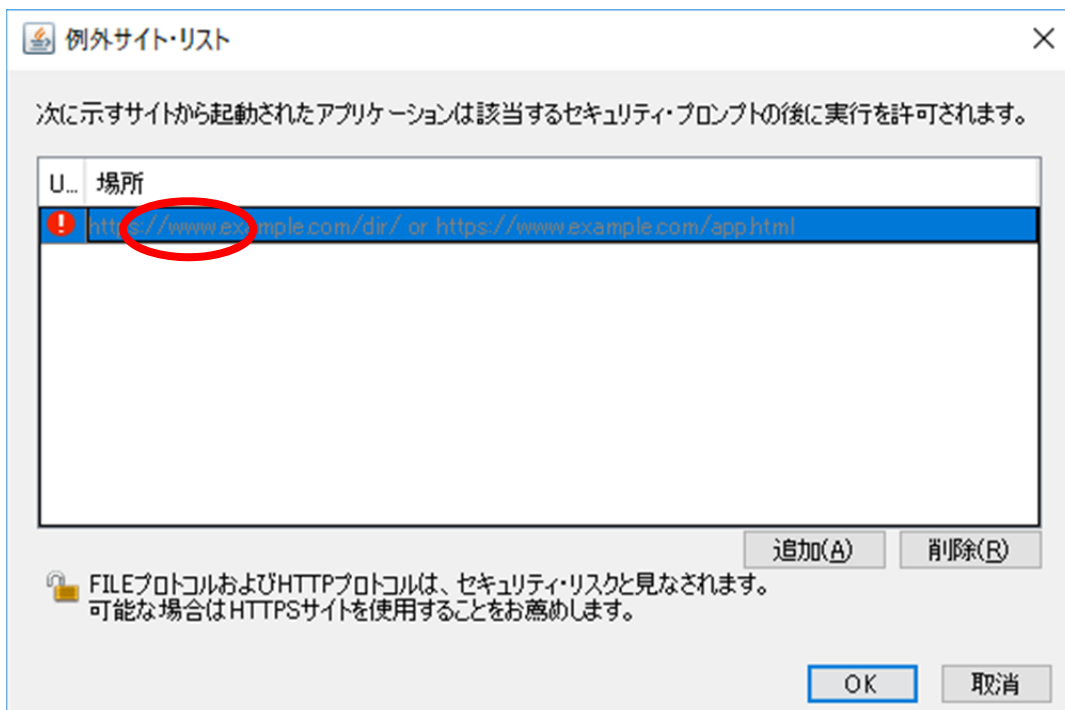 例外サイト・リスト
次に示すサイトから起動されたアプリケーションは該当するセキュリティ・プロンプトの後に実行を許可されます。
U... 場所
https://www.example.com/dir/ or https://www.example.com/app.html
追加(A) 削除(R)
FILEプロトコルおよびHTTPプロトコルは、セキュリティ・リスクと見なされます。
可能な場合はHTTPSサイトを使用することをお薦めします。
OK 取消